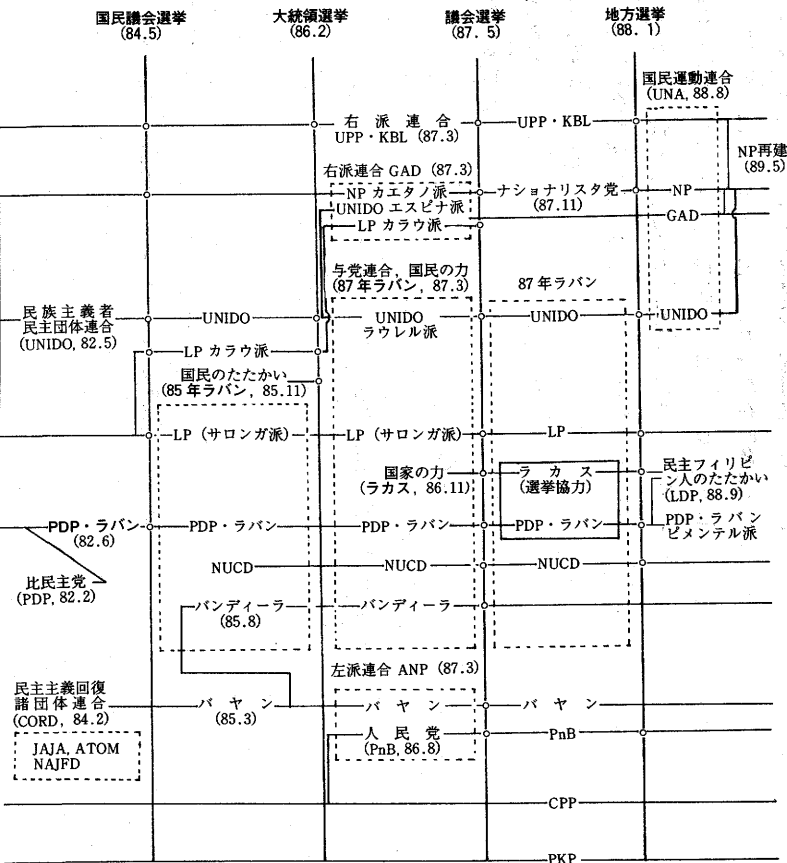 国民議会選挙
(84.5)
大統領選挙
(86.2)
議会選挙
(87. 5)
地方選挙
(88. 1)
国民運動連合
(UNA, 88.8)
右派連合
UPP・KBL (87.3)
UPP・KBL
NP再建
(89.5)
右派連合 GAD (87.3)
NP カエタノ派
UNIDO エスピナ派
LP カラウ派
ナショナリスタ党
(87.11)
NP
GAD
与党連合, 国民の力
(87年ラバン, 87.3)
87年ラバン
民族主義者
民主団体連合
(UNIDO, 82.5)
UNIDO
UNIDO
ラウレル派
UNIDO
UNIDO
LP カラウ派
国民のたたかい
(85年ラバン, 85.11)
LP (サロンガ派)
LP (サロンガ派)
LP
国家の力
(ラカス, 86.11)
ラカス
(選挙協力)
民主フィリピ
ン人のたたかい
(LDP, 88.9)
PDP・ラバン
(82.6)
PDP・ラバン
PDP・ラバン
PDP・ラバン
PDP・ラバン
ピメンテル派
NUCD
NUCD
NUCD
比民主党
(PDP, 82.2)
バンディーラ
(85.8)
バンディーラ
左派連合 ANP (87.3)
民主主義回復
諸団体連合
(CORD, 84.2)
バヤン
(85.3)
バヤン
バヤン
JAJA, ATOM
NAJFD
人民党
(PnB, 86.8)
PnB
CPP
PKP